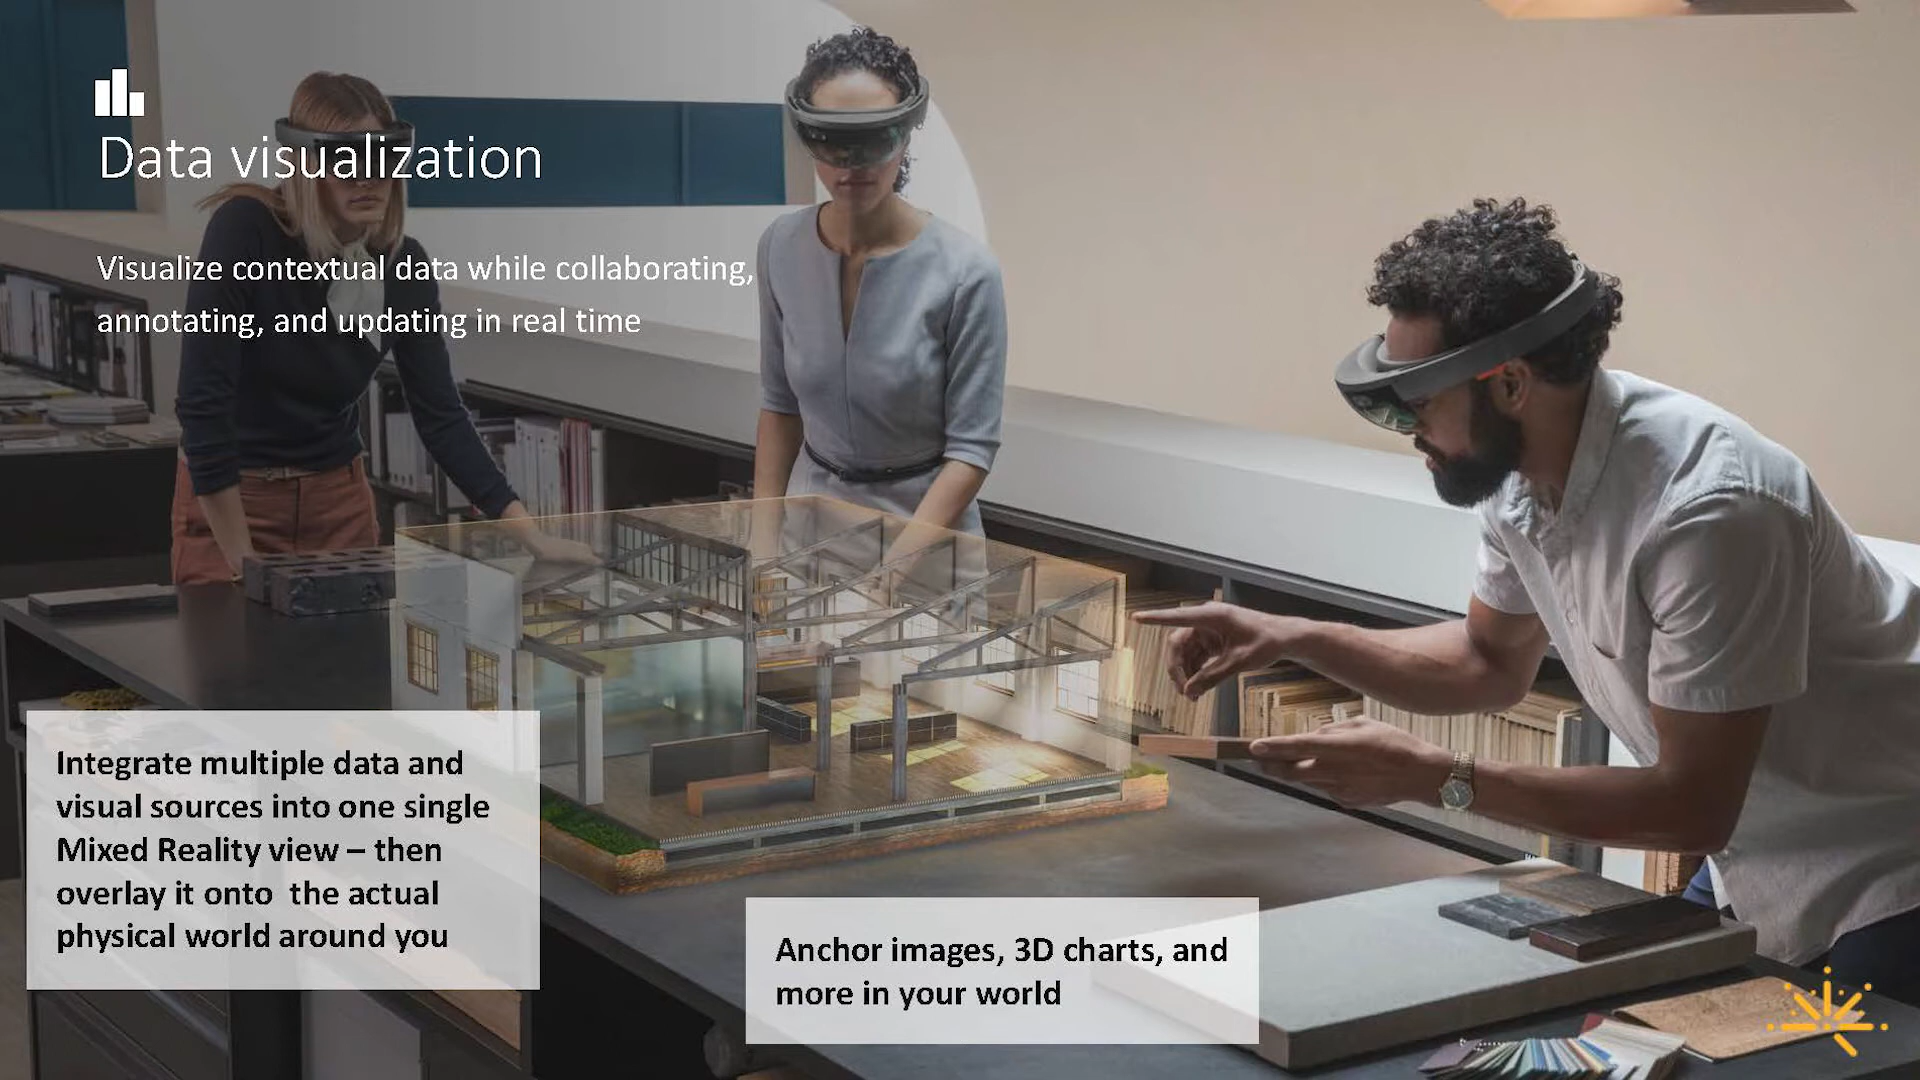 Data visualization
Visualize contextual data while collaborating,
annotating, and updating in real time
Integrate multiple data and
visual sources into one single
Mixed Reality view – then
overlay it onto  the actual
physical world around you
Anchor images, 3D charts, and
more in your world